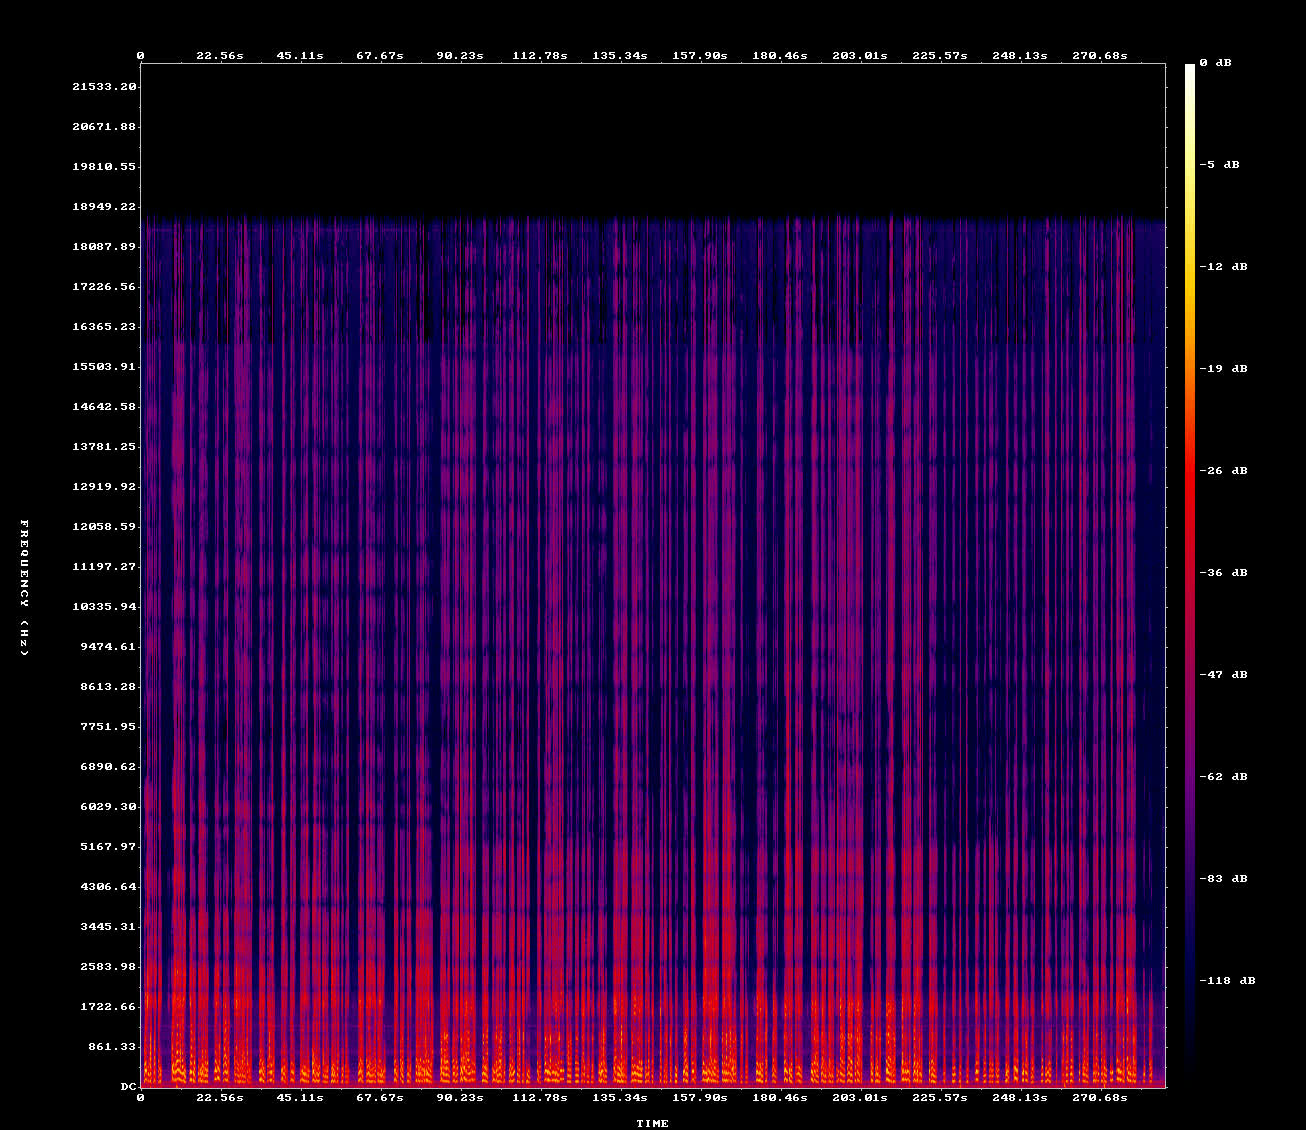 0 22.56s 45.11s 67.67s 90.23s 112.78s 135.34s 157.90s 180.46s 203.01s 225.57s 248.13s 270.68s
0 dB
21533.20
20671.88
19810.55
-5 dB
18949.22
18087.89
-12 dB
17226.56
16365.23
15503.91
-19 dB
14642.58
13781.25
-26 dB
12919.92
12058.59
11197.27
-36 dB
10335.94
9474.61
-47 dB
8613.28
7751.95
6890.62
-62 dB
6029.30
5167.97
4306.64
-83 dB
3445.31
2583.98
-118 dB
1722.66
861.33
DC
FREQUENCY (Hz)
0 22.56s 45.11s 67.67s 90.23s 112.78s 135.34s 157.90s 180.46s 203.01s 225.57s 248.13s 270.68s
TIME